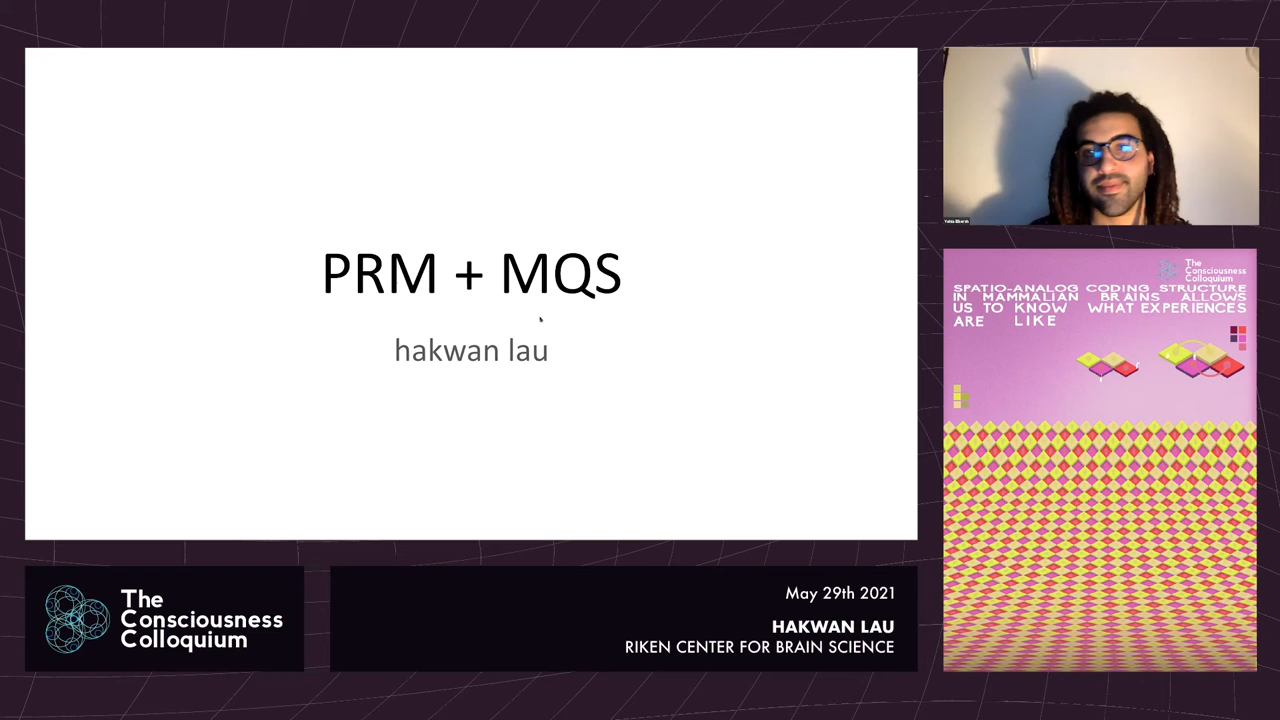 PRM + MQS
hakwan lau
The
Consciousness
Colloquium
SPATIO-ANALOG CODING STRUCTURE
IN MAMMALIAN BRAINS ALLOWS
US TO KNOW WHAT EXPERIENCES
ARE LIKE
The
Consciousness
Colloquium
May 29th 2021
HAKWAN LAU
RIKEN CENTER FOR BRAIN SCIENCE